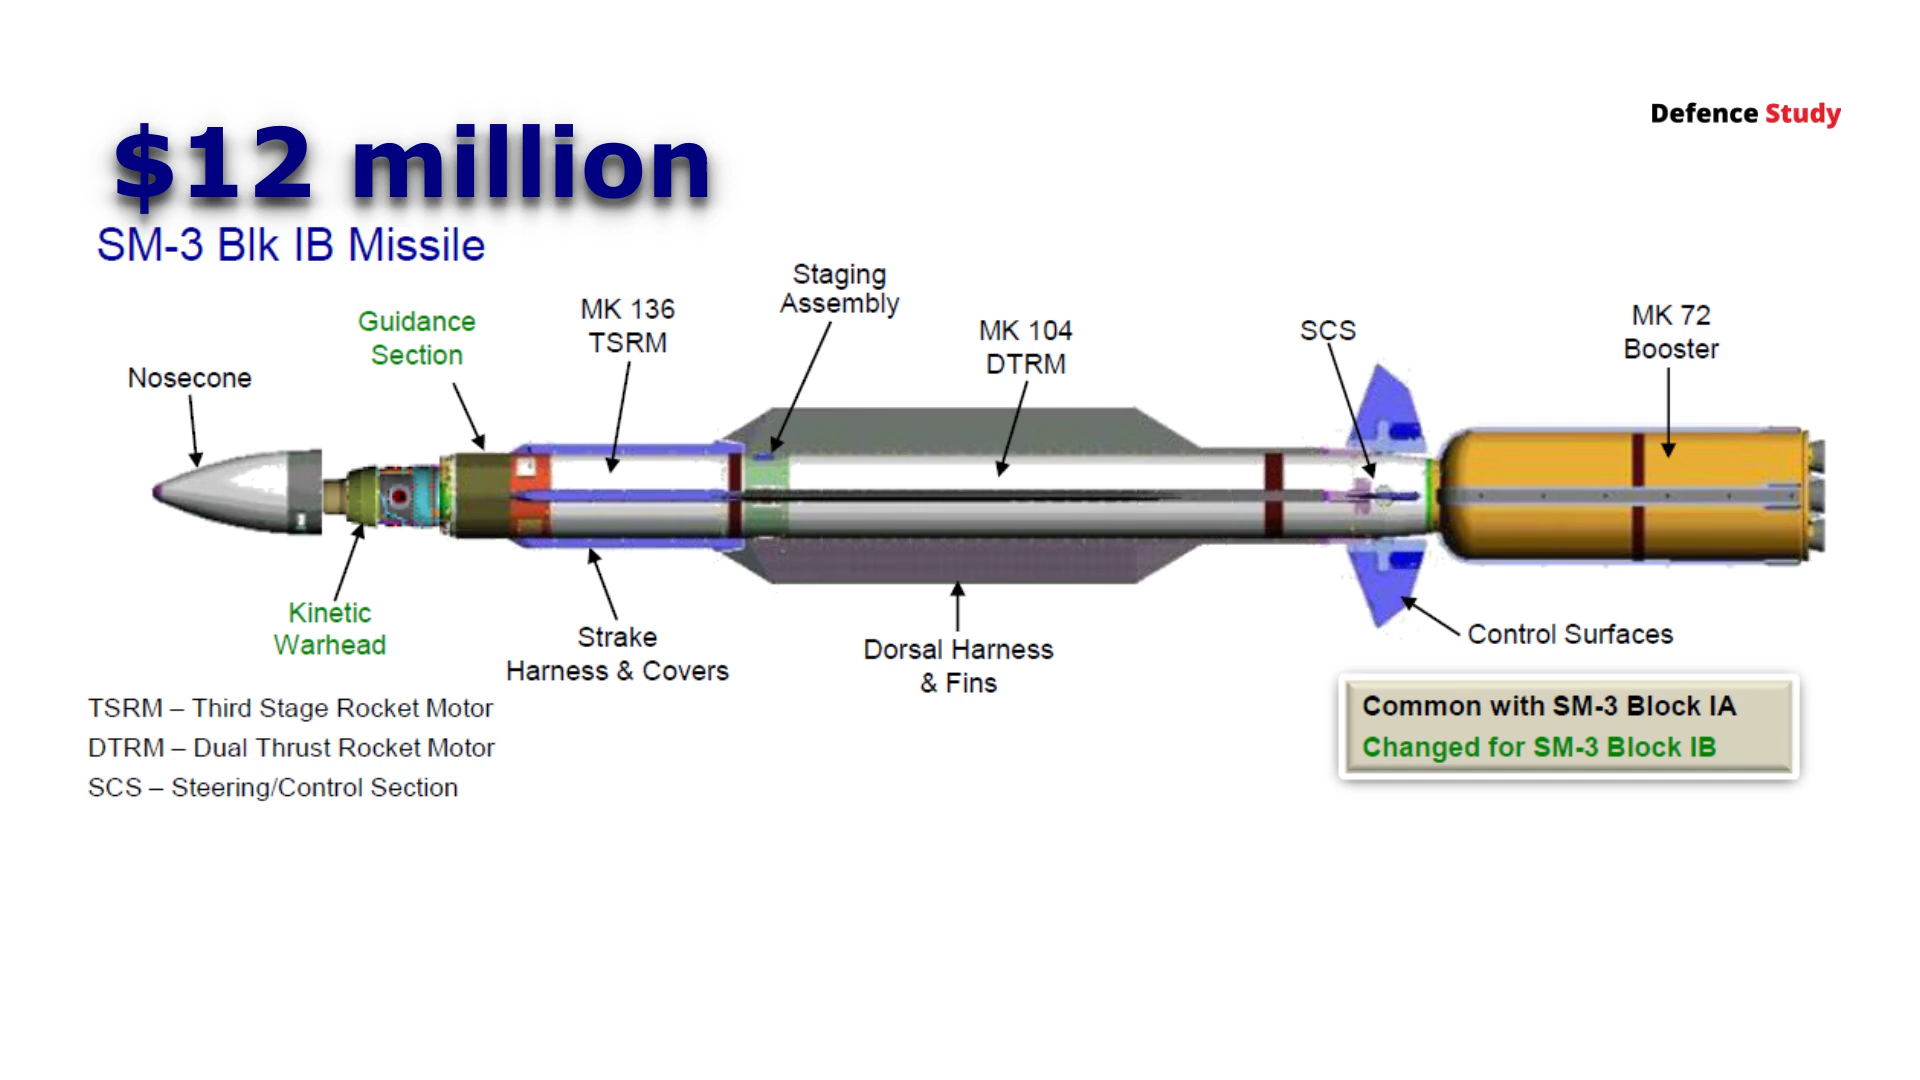 Defence Study
$12 million
SM-3 Blk IB Missile
Nosecone
Guidance
Section
MK 136
TSRM
Staging
Assembly
MK 104
DTRM
SCS
MK 72
Booster
Kinetic
Warhead
Strake
Harness & Covers
Dorsal Harness
& Fins
Control Surfaces
TSRM – Third Stage Rocket Motor
DTRM – Dual Thrust Rocket Motor
SCS – Steering/Control Section
Common with SM-3 Block IA
Changed for SM-3 Block IB